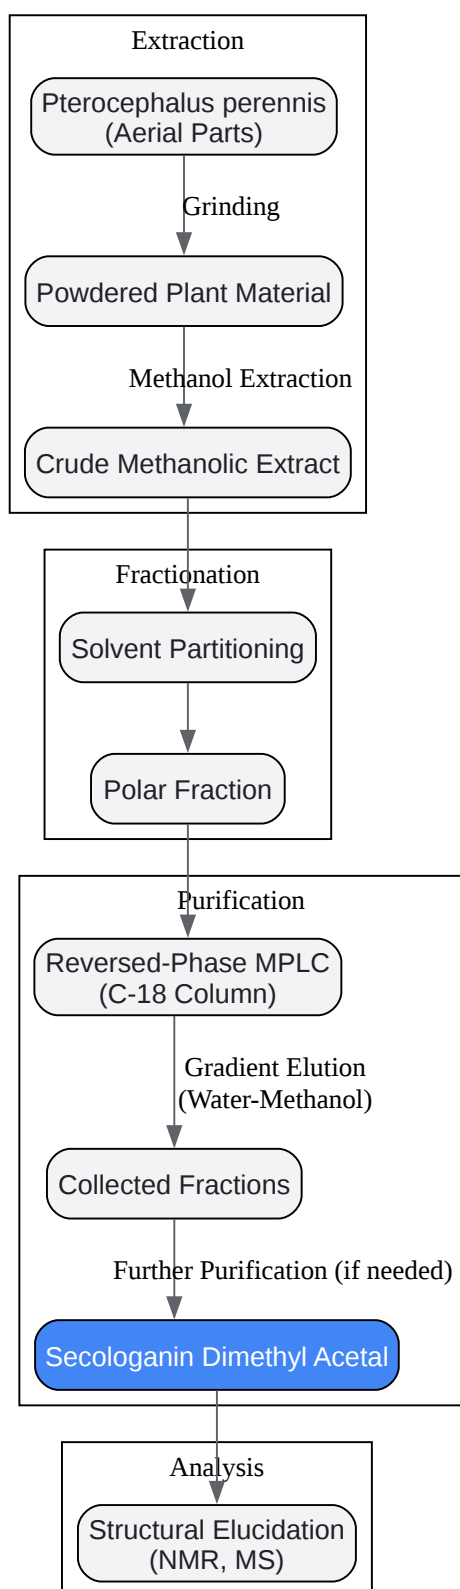 Extraction
Pterocephalus perennis
(Aerial Parts)
Grinding
Powdered Plant Material
Methanol Extraction
Crude Methanolic Extract
Fractionation
Solvent Partitioning
Polar Fraction
Purification
Reversed-Phase MPLC
(C-18 Column)
Gradient Elution
(Water-Methanol)
Collected Fractions
Further Purification (if needed)
Secologanin Dimethyl Acetal
Analysis
Structural Elucidation
(NMR, MS)